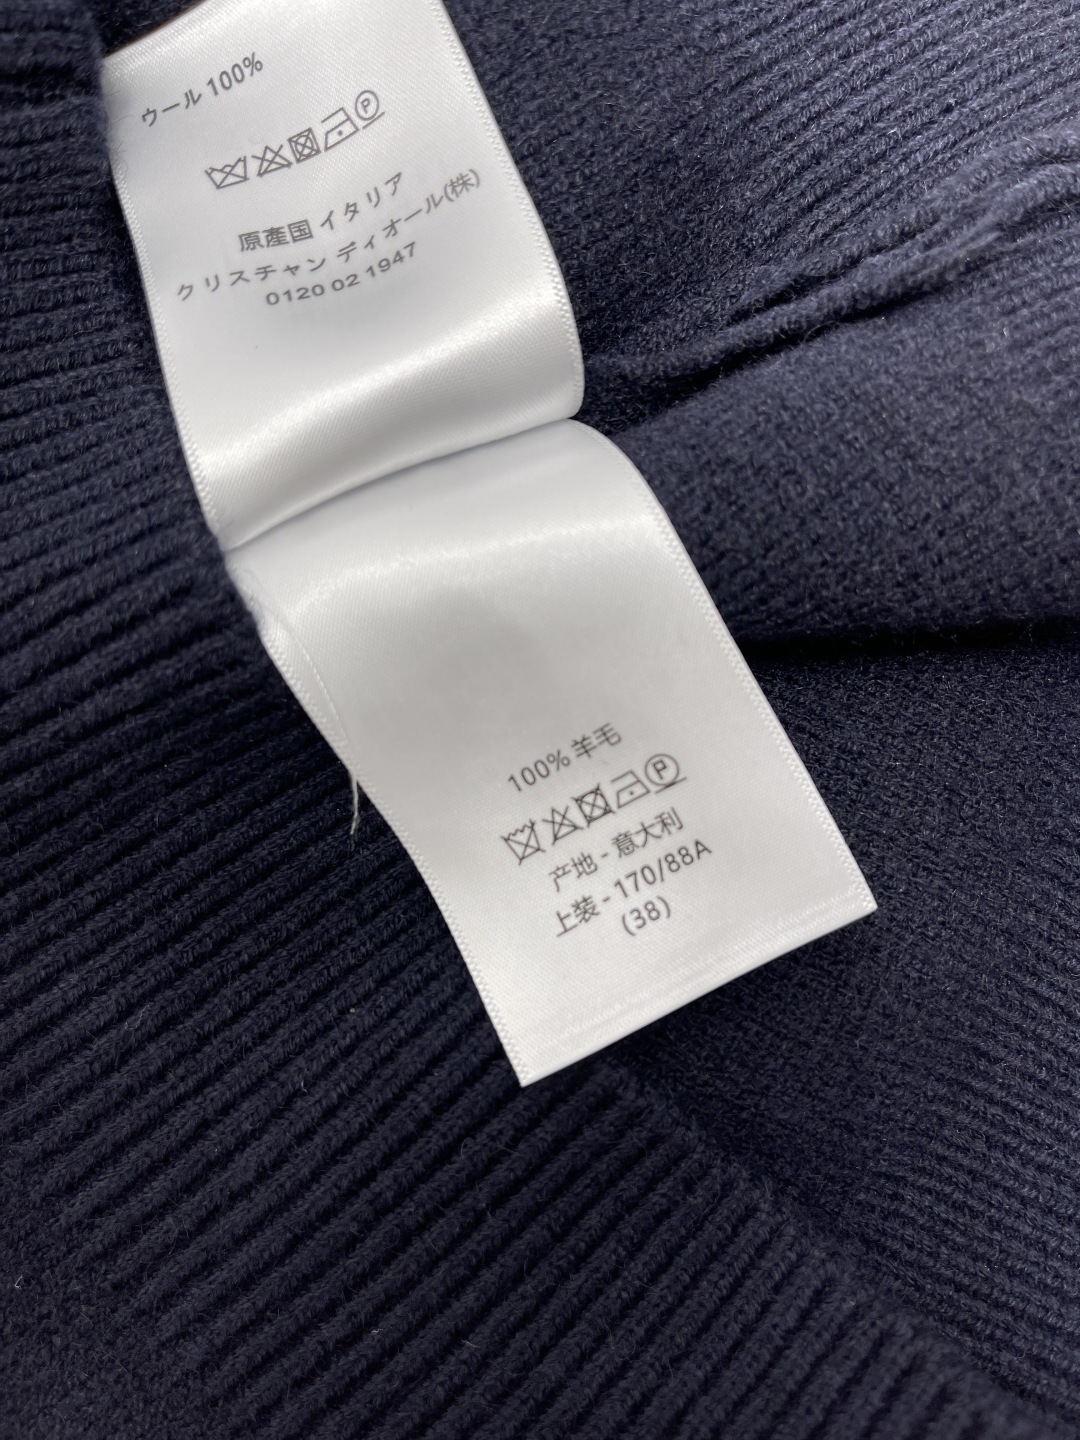 ウール 100%
原産国 イタリア
クリスチャン ディオール(株)
0120 02 1947
100% 羊毛
产地 - 意大利
上装 - 170/88A
(38)